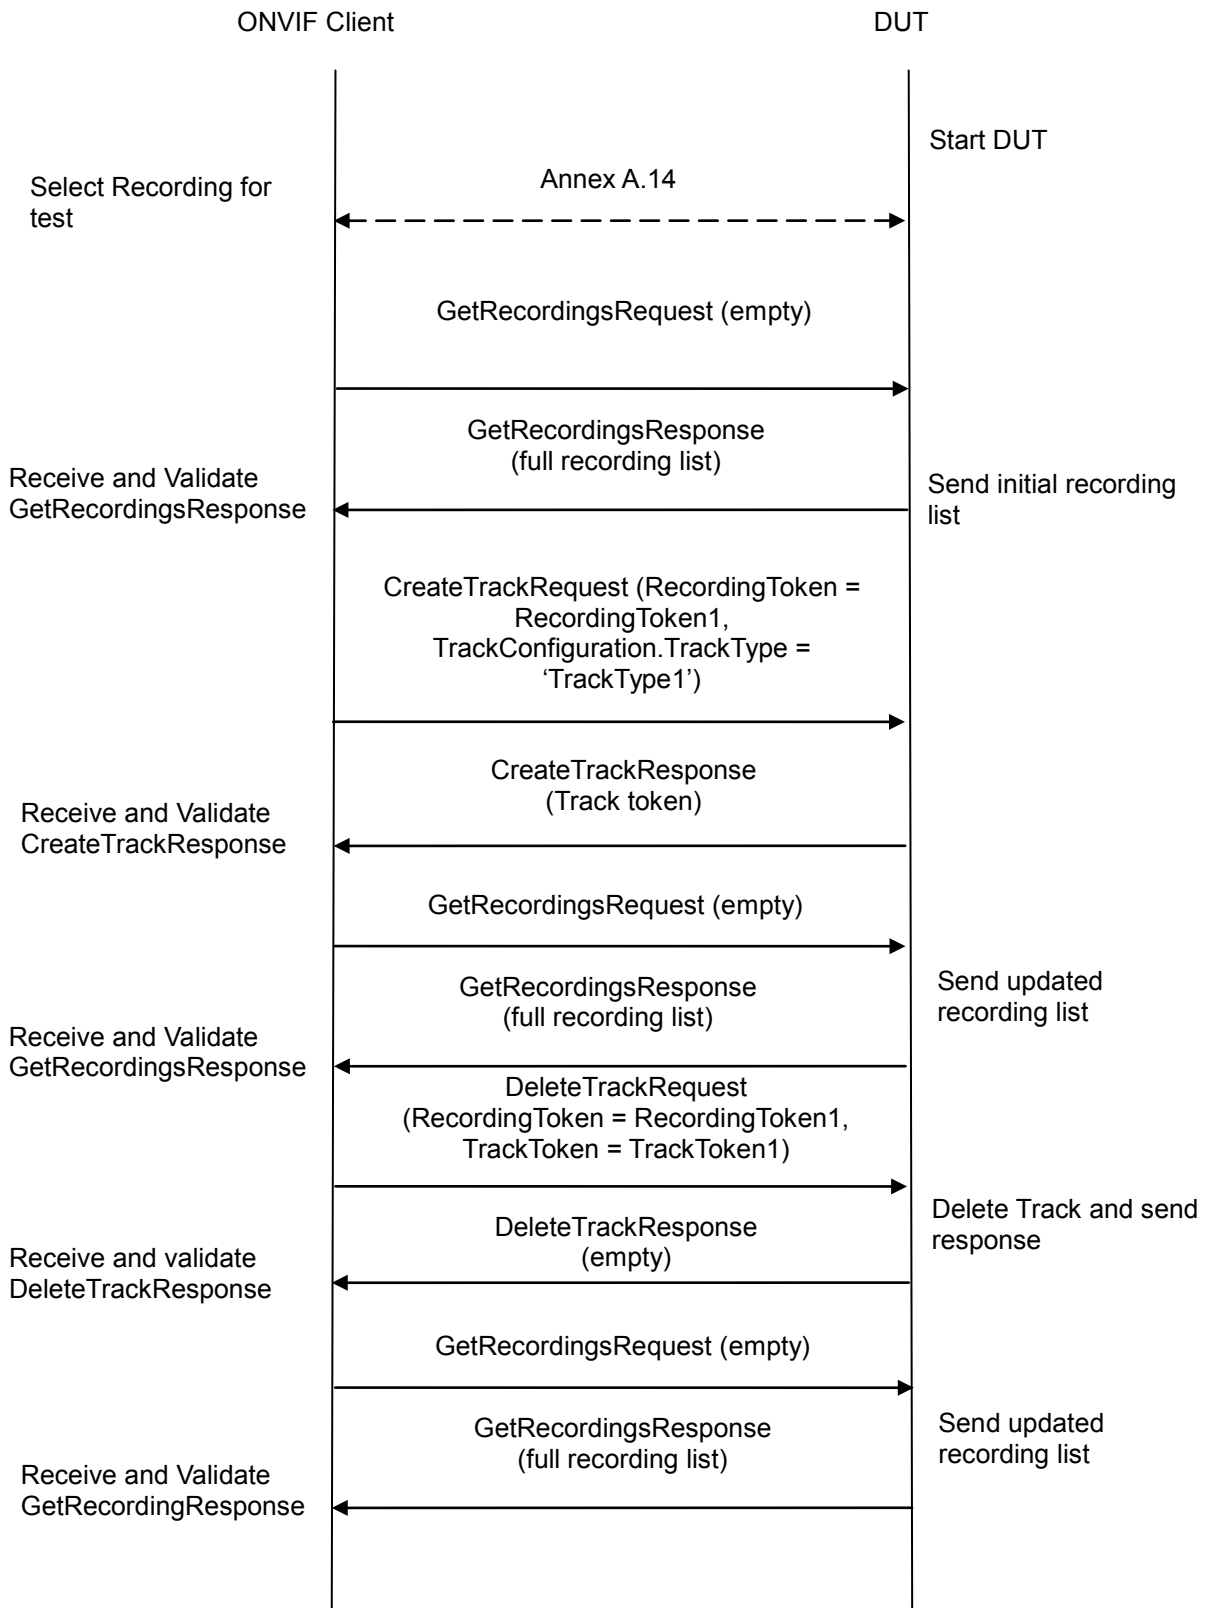 ONVIF Client
DUT
Start DUT
Select Recording for
test
Annex A.14
GetRecordingsRequest (empty)
GetRecordingsResponse
(full recording list)
Receive and Validate
GetRecordingsResponse
Send initial recording
list
CreateTrackRequest (RecordingToken =
RecordingToken1,
TrackConfiguration.TrackType =
‘TrackType1’)
CreateTrackResponse
(Track token)
Receive and Validate
CreateTrackResponse
GetRecordingsRequest (empty)
GetRecordingsResponse
(full recording list)
Send updated
recording list
Receive and Validate
GetRecordingsResponse
DeleteTrackRequest
(RecordingToken = RecordingToken1,
TrackToken = TrackToken1)
Delete Track and send
response
DeleteTrackResponse
(empty)
Receive and validate
DeleteTrackResponse
GetRecordingsRequest (empty)
GetRecordingsResponse
(full recording list)
Send updated
recording list
Receive and Validate
GetRecordingResponse